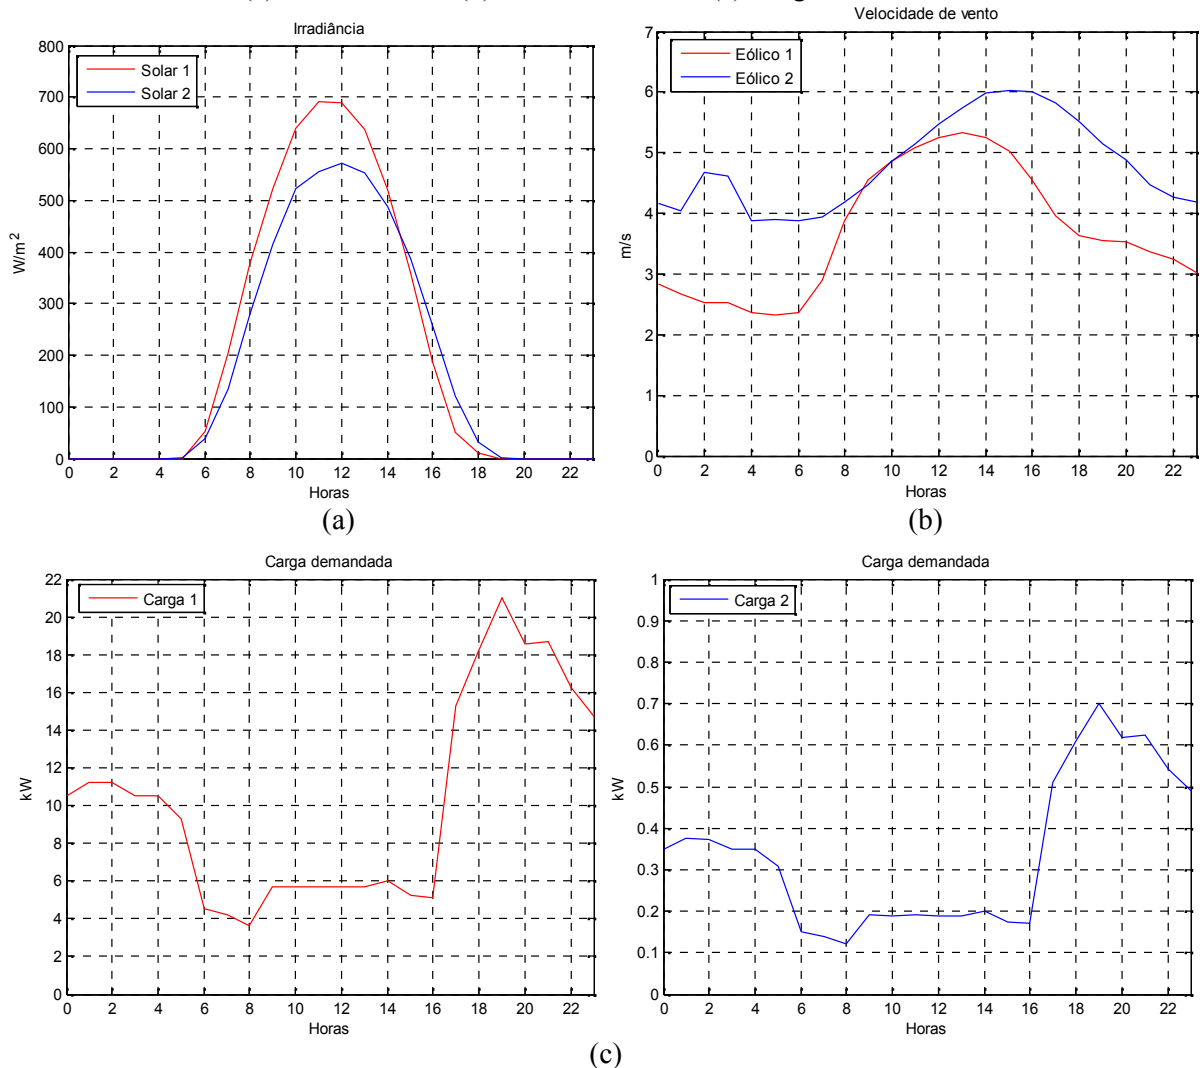 Irradiância
800
700
600
500
400
300
200
100
0
W/m²
Solar 1
Solar 2
0 2 4 6 8 10 12 14 16 18 20 22
Horas
(a)
Velocidade de vento
7
6
5
4
3
2
1
0
m/s
Eólico 1
Eólico 2
0 2 4 6 8 10 12 14 16 18 20 22
Horas
(b)
Carga demandada
22
20
18
16
14
12
10
8
6
4
2
0
kW
Carga 1
0 2 4 6 8 10 12 14 16 18 20 22
Horas
Carga demandada
1
0.9
0.8
0.7
0.6
0.5
0.4
0.3
0.2
0.1
0
kW
Carga 2
0 2 4 6 8 10 12 14 16 18 20 22
Horas
(c)